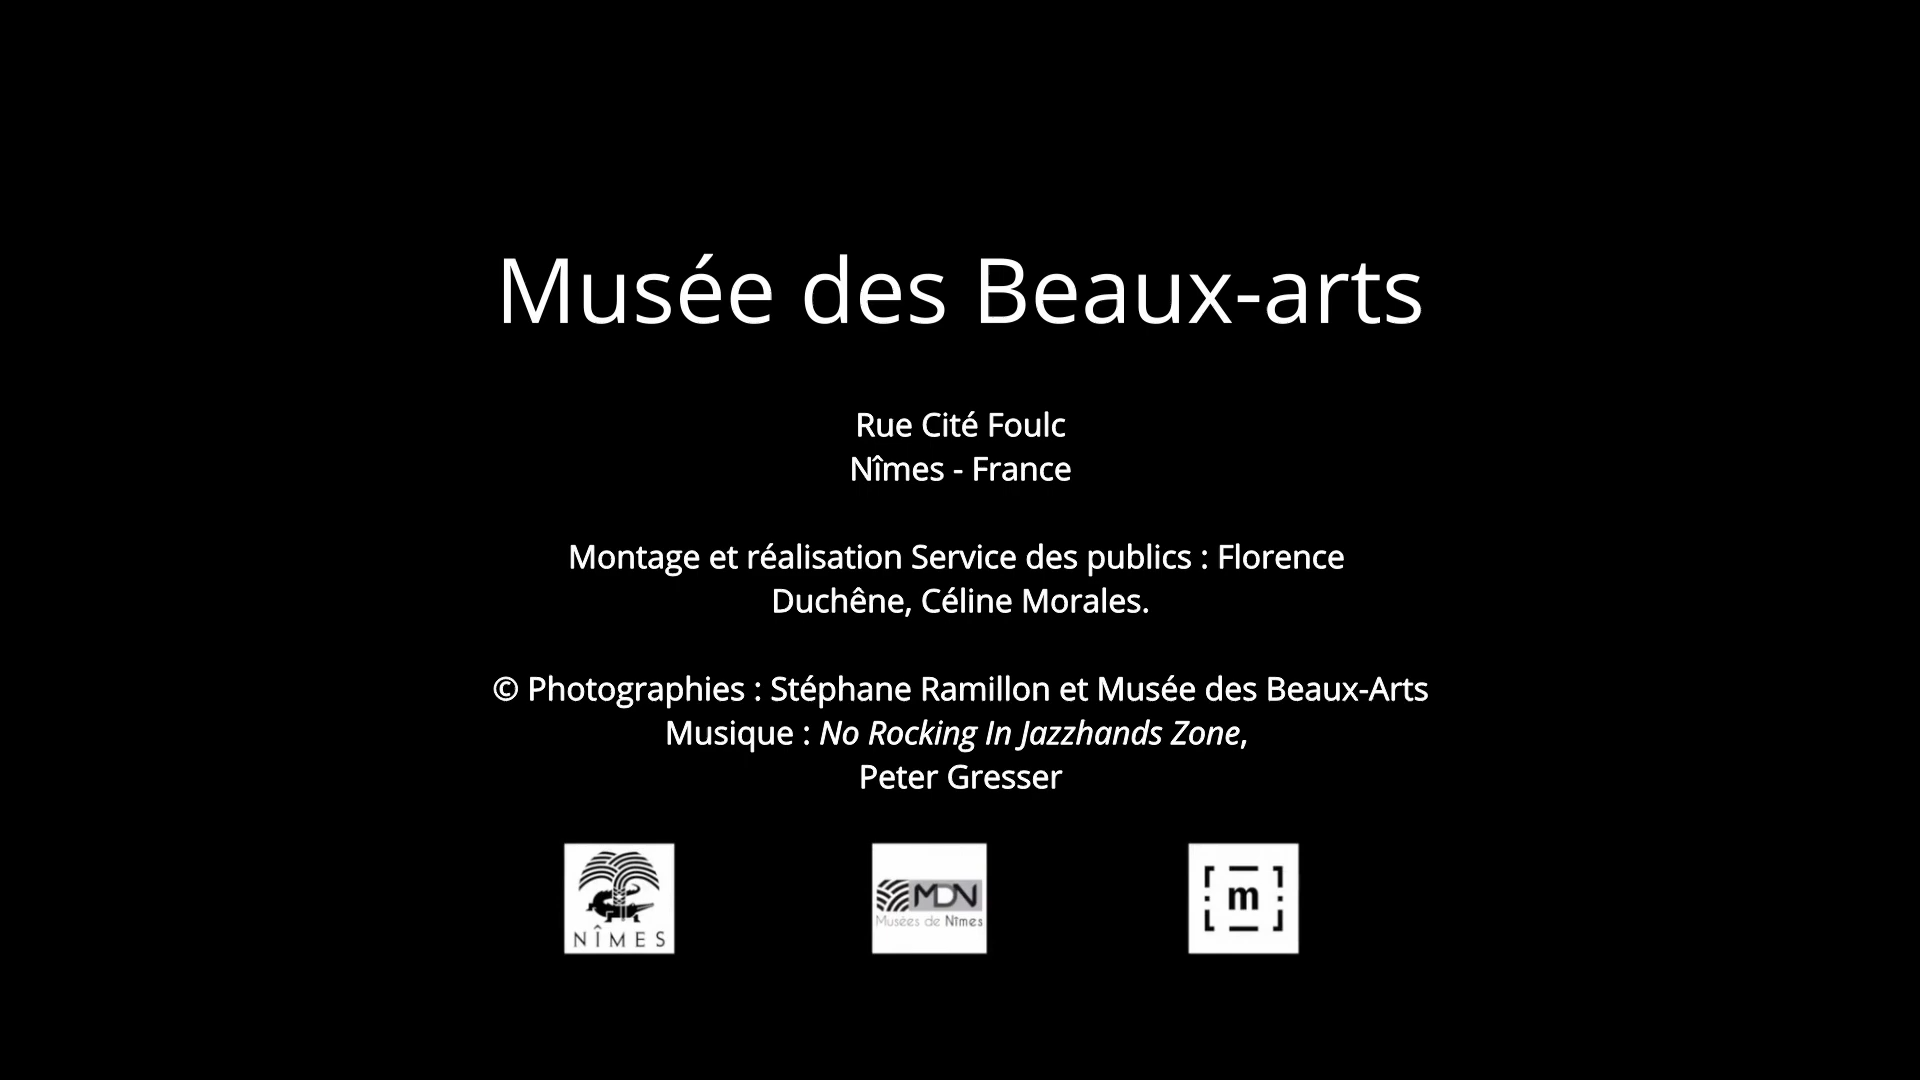 Musée des Beaux-arts
Rue Cité Foulc
Nîmes - France
Montage et réalisation Service des publics : Florence
Duchêne, Céline Morales.
© Photographies : Stéphane Ramillon et Musée des Beaux-Arts
Musique : No Rocking In Jazzhands Zone,
Peter Gresser
NÎMES
MDN
Musées de Nîmes
[m]